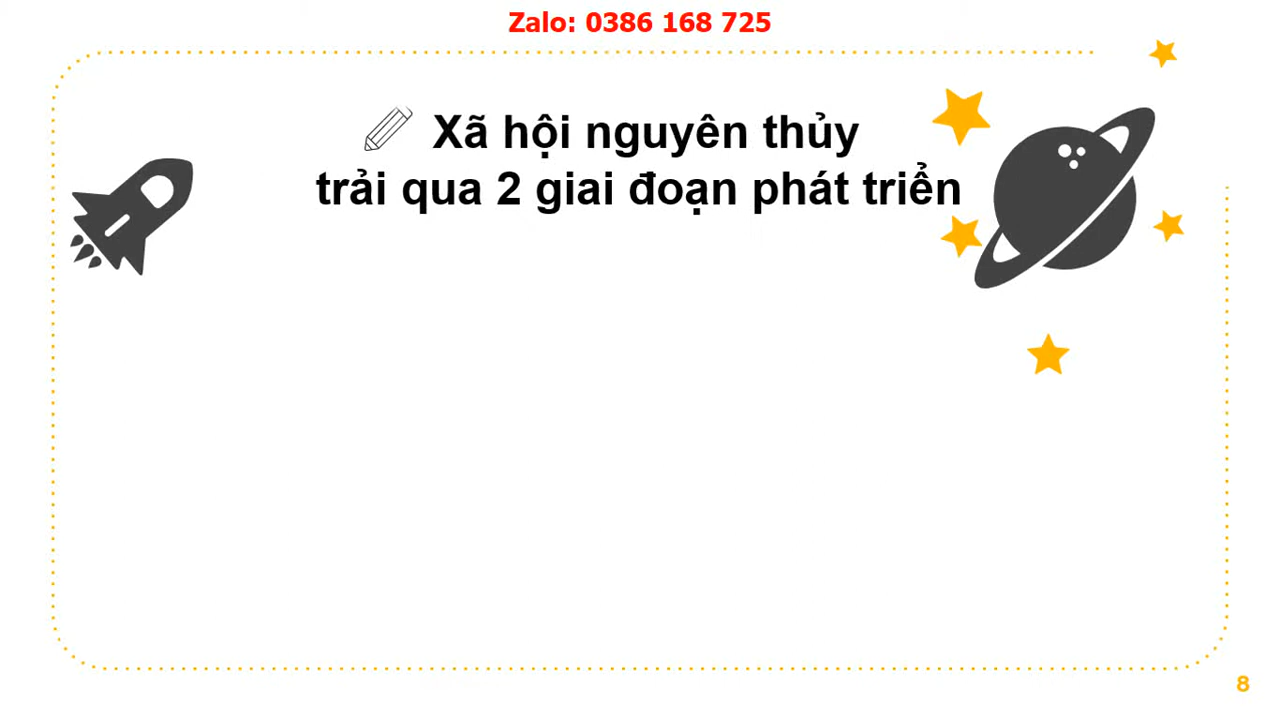 Zalo: 0386 168 725
Xã hội nguyên thủy
trải qua 2 giai đoạn phát triển
8